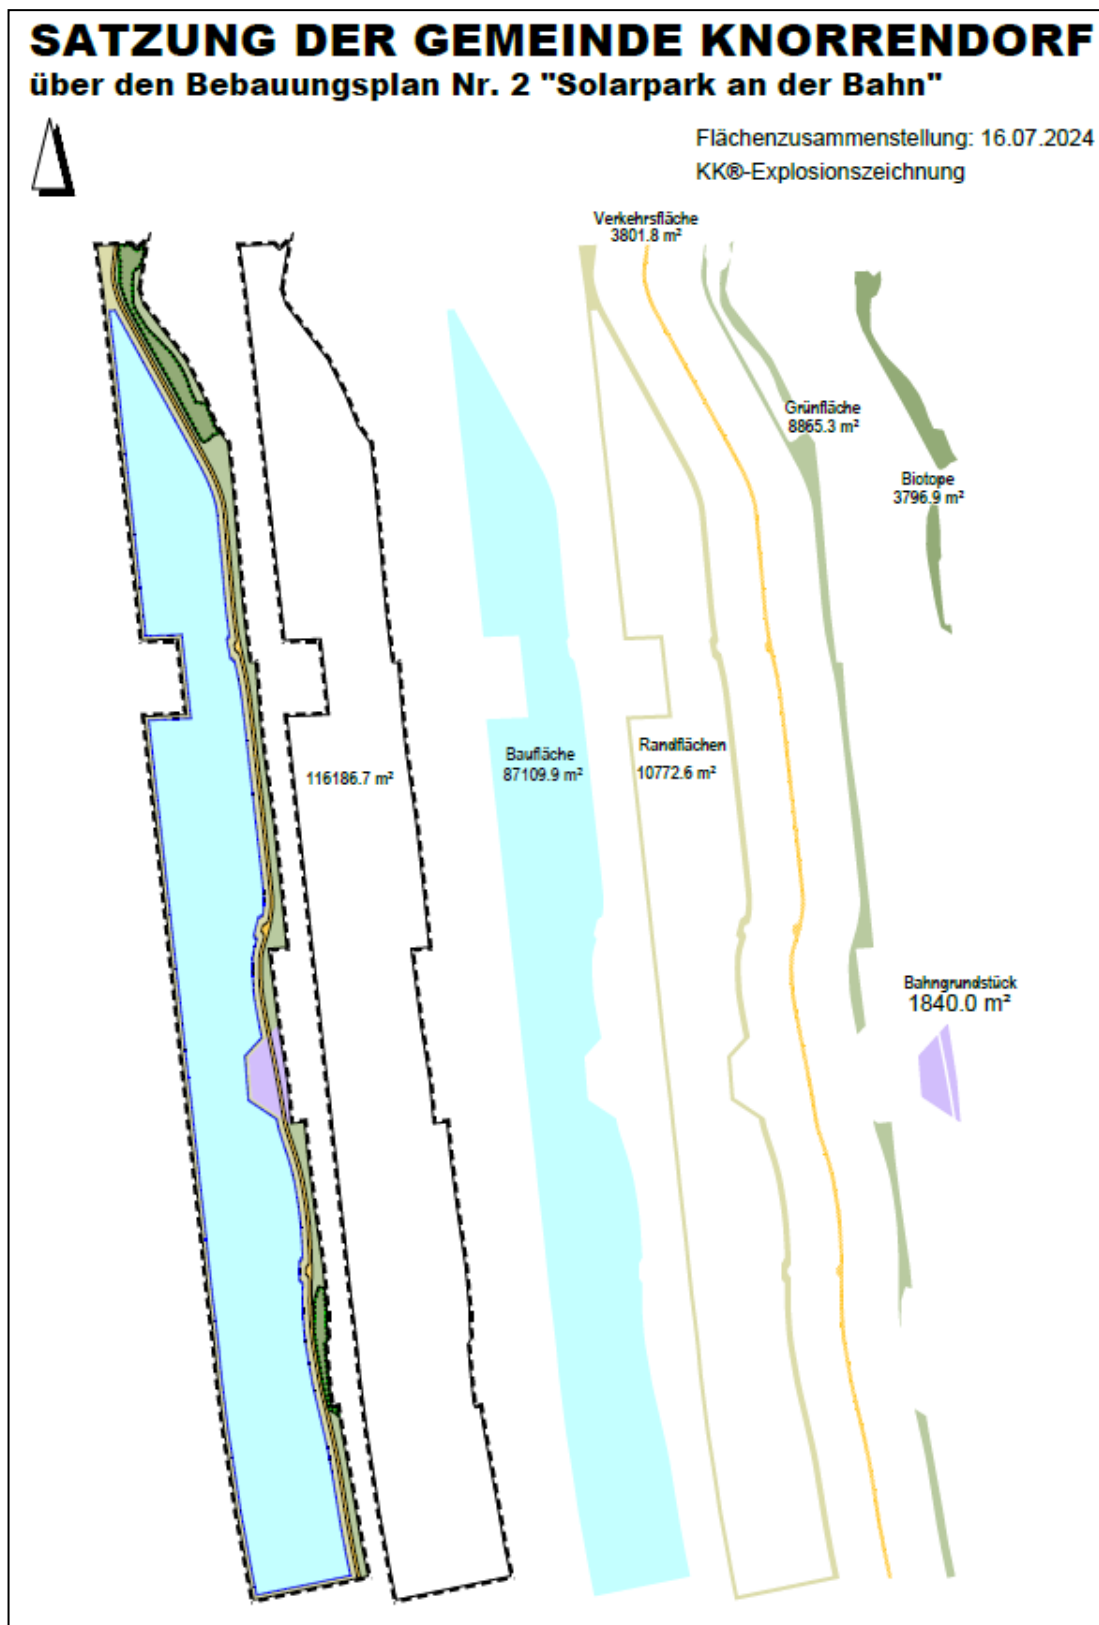 SATZUNG DER GEMEINDE KNORRENDORF
über den Bebauungsplan Nr. 2 "Solarpark an der Bahn"
Flächenzusammenstellung: 16.07.2024
KK®-Explosionszeichnung
Verkehrsfläche
3801.8 m²
Grünfläche
8865.3 m²
Biotope
3796.9 m²
116186.7 m²
Baufläche
87109.9 m²
Randflächen
10772.6 m²
Bahngrundstück
1840.0 m²